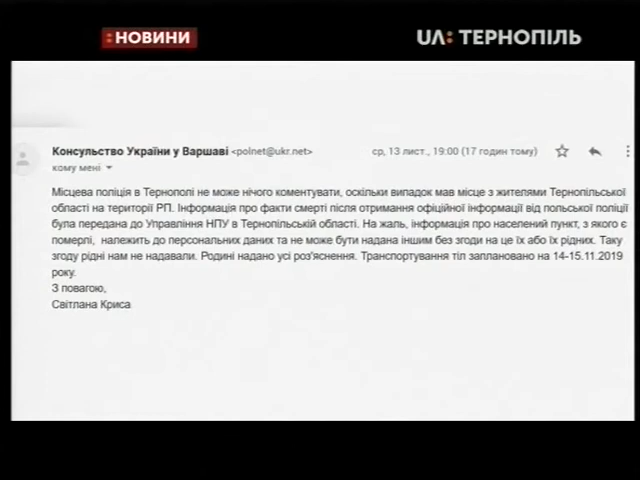 :НОВИНИ
UA: ТЕРНОПІЛЬ
Консульство України у Варшаві <polnet@ukr.net> ср, 13 лист., 19:00 (17 годин тому)
кому мені
Місцева поліція в Тернополі не може нічого коментувати, оскільки випадок мав місце з жителями Тернопільської
області на території РП. Інформація про факти смерті після отримання офіційної інформації від польської поліції
була передана до Управління НПУ в Тернопільській області. На жаль, інформація про населений пункт, з якого є
померлі, належить до персональних даних та не може бути надана іншим без згоди на це їх або їх рідних. Таку
згоду рідні нам не надавали. Родині надано усі роз'яснення. Транспортування тіл заплановано на 14-15.11.2019
року.
З повагою,
Світлана Криса